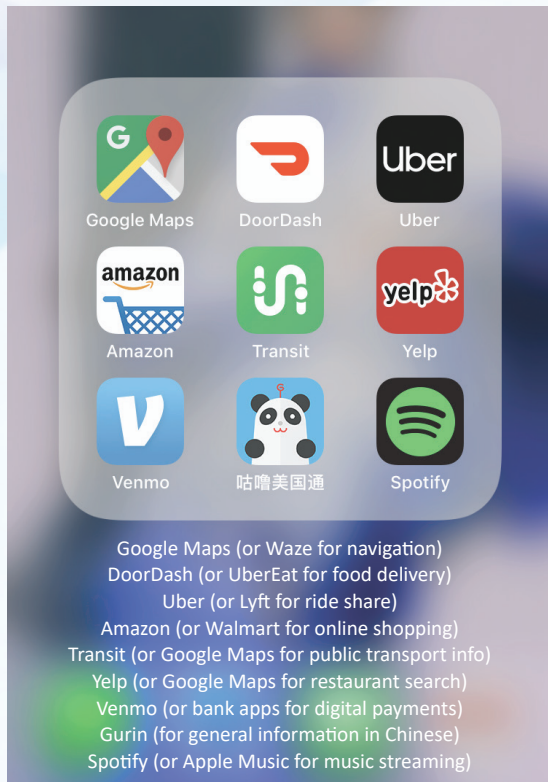 G
Google Maps
DoorDash
Uber
Uber
amazon
Amazon
Transit
yelp
Yelp
V
Venmo
G
咕噜美国通
Spotify
Google Maps (or Waze for navigation)
DoorDash (or UberEat for food delivery)
Uber (or Lyft for ride share)
Amazon (or Walmart for online shopping)
Transit (or Google Maps for public transport info)
Yelp (or Google Maps for restaurant search)
Venmo (or bank apps for digital payments)
Gurin (for general information in Chinese)
Spotify (or Apple Music for music streaming)